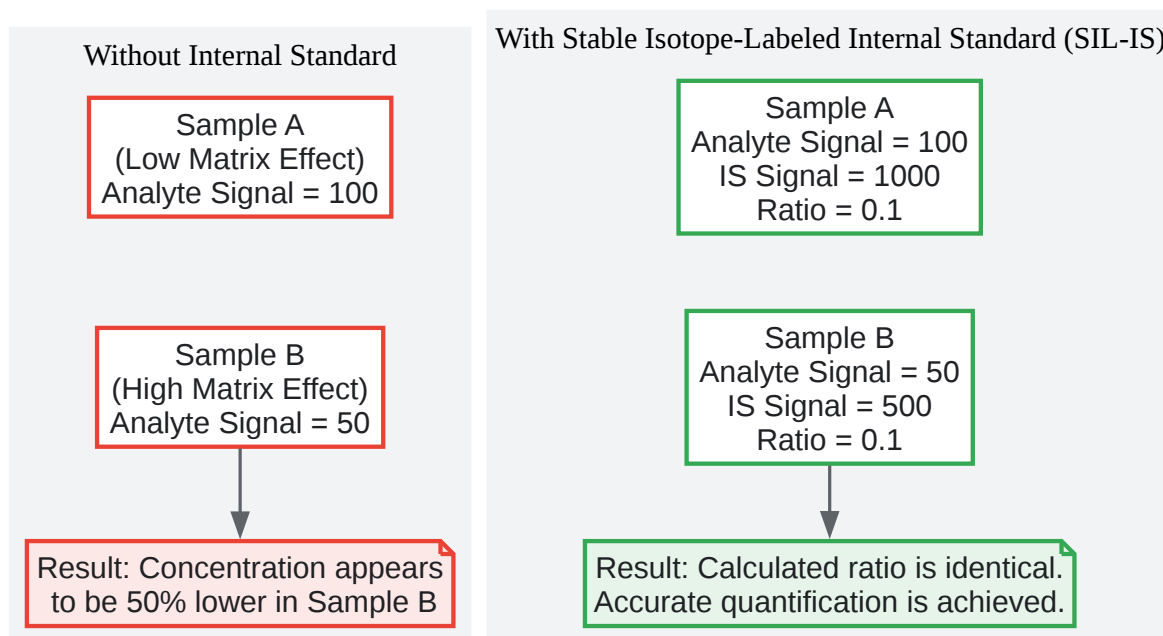 Without Internal Standard
Sample A
(Low Matrix Effect)
Analyte Signal = 100
Sample B
(High Matrix Effect)
Analyte Signal = 50
Result: Concentration appears
to be 50% lower in Sample B
With Stable Isotope-Labeled Internal Standard (SIL-IS)
Sample A
Analyte Signal = 100
IS Signal = 1000
Ratio = 0.1
Sample B
Analyte Signal = 50
IS Signal = 500
Ratio = 0.1
Result: Calculated ratio is identical.
Accurate quantification is achieved.